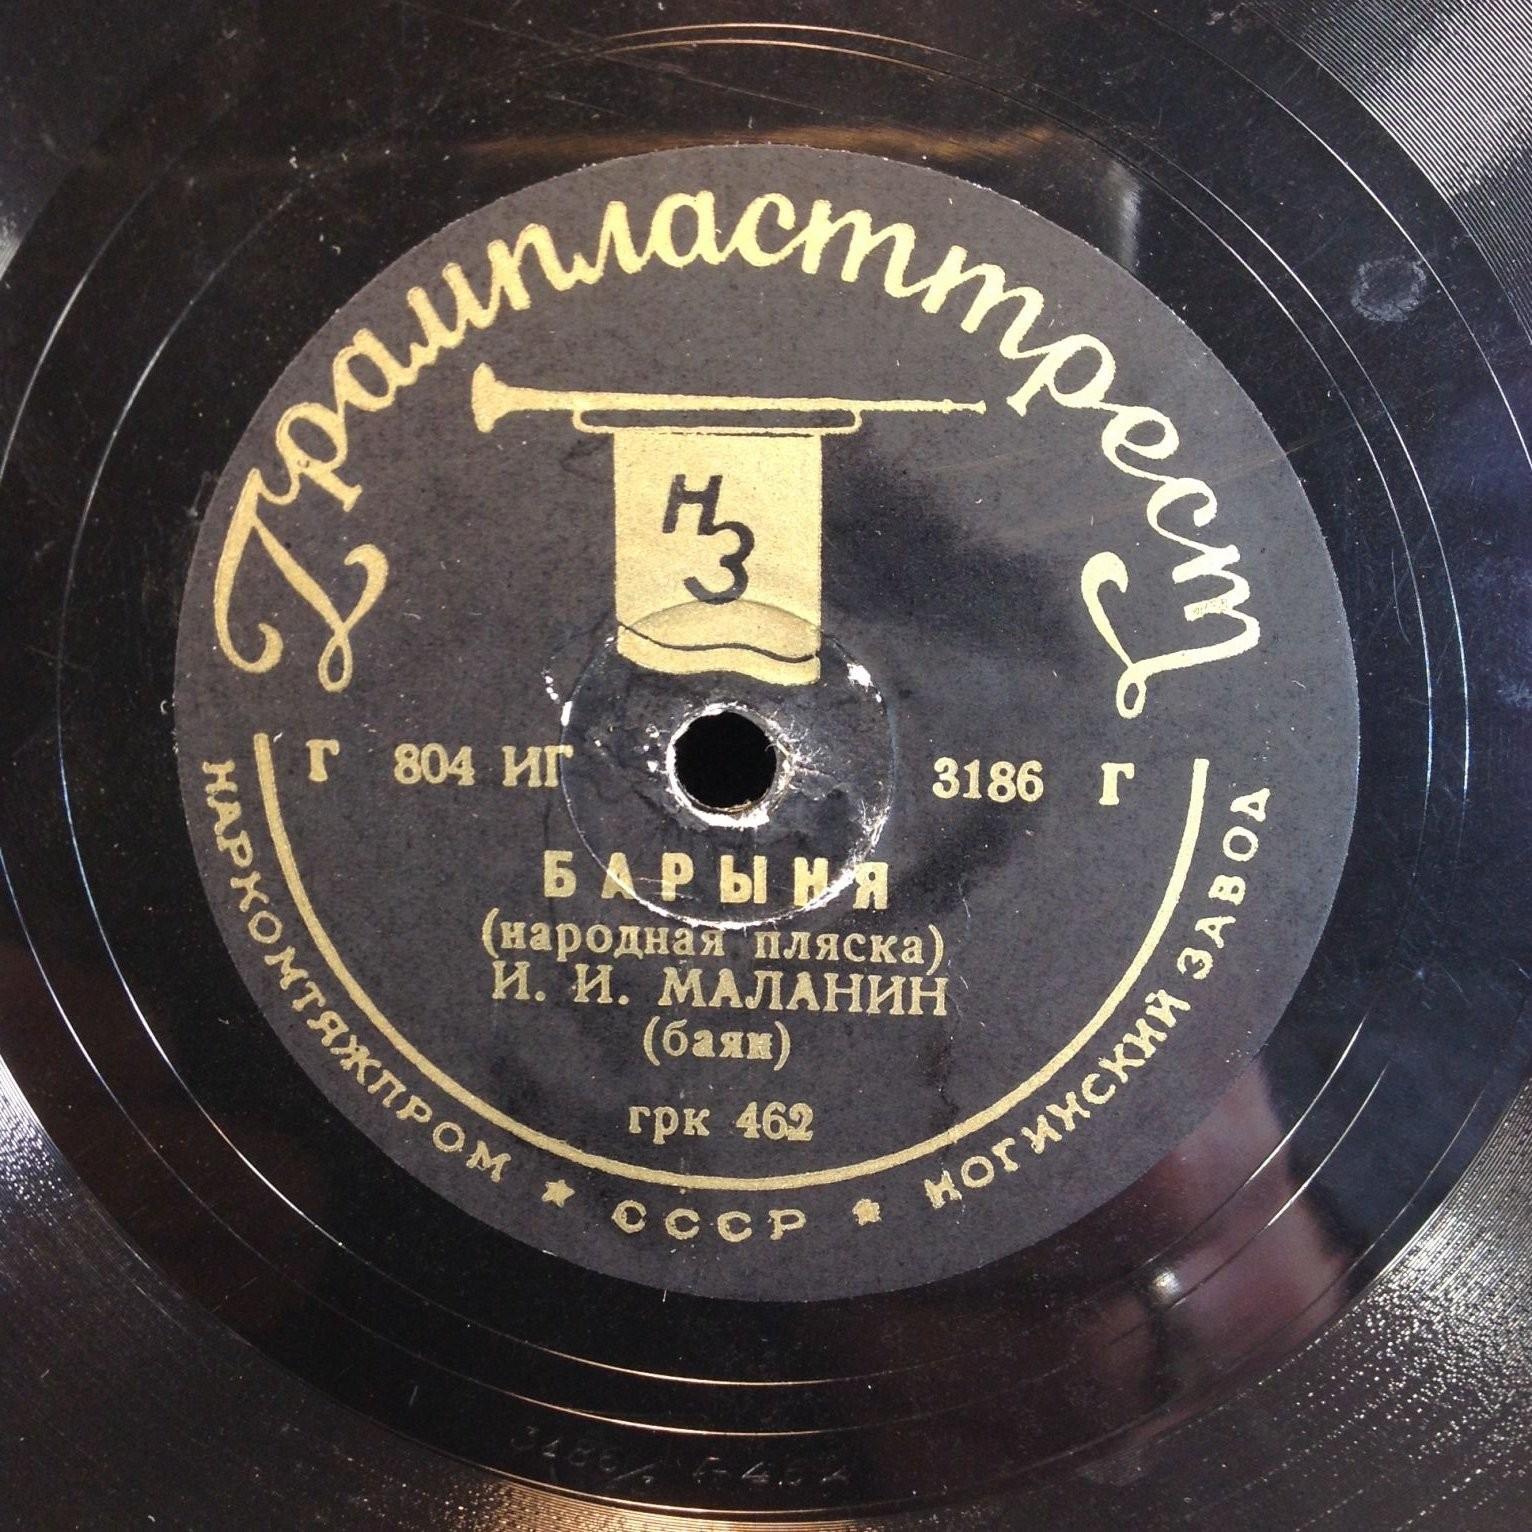 Грампласттрест
НЗ
Г 804 ИГ 3186 Г
БАРЫНЯ
(народная пляска)
И. И. МАЛАНИН
(баян)
грк 462
НАРКОМТЯЖПРОМ ★ СССР ★ НОГИНСКИЙ ЗАВОД